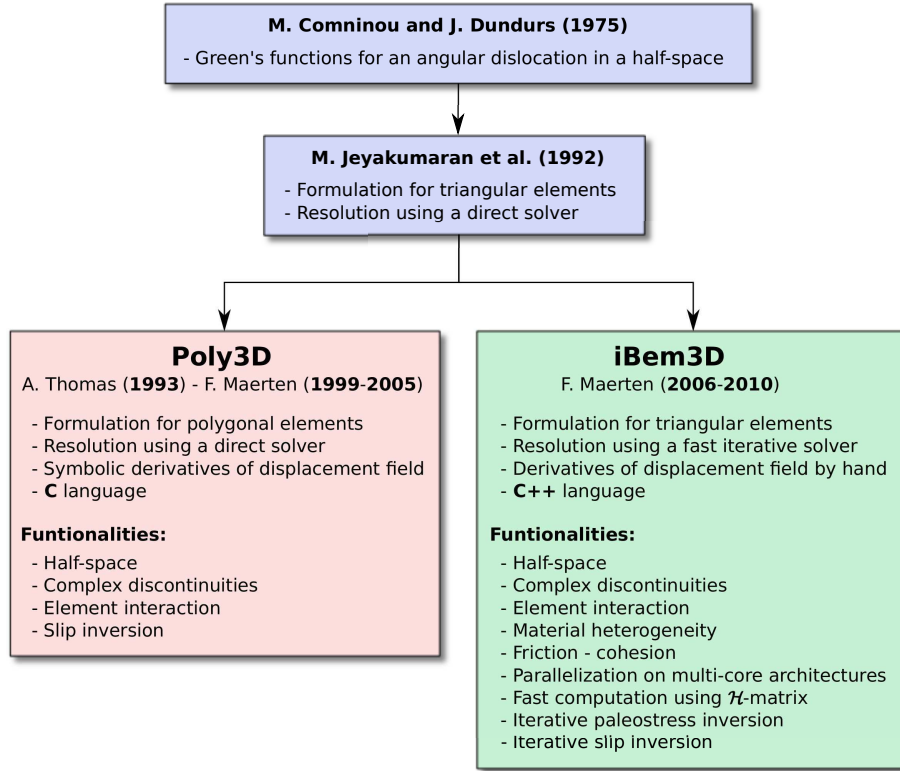 M. Comninou and J. Dundurs (1975)
- Green's functions for an angular dislocation in a half-space
M. Jeyakumaran et al. (1992)
- Formulation for triangular elements
- Resolution using a direct solver
Poly3D
A. Thomas (1993) - F. Maerten (1999-2005)
- Formulation for polygonal elements
- Resolution using a direct solver
- Symbolic derivatives of displacement field
- C language
Funtionalities:
- Half-space
- Complex discontinuities
- Element interaction
- Slip inversion
iBem3D
F. Maerten (2006-2010)
- Formulation for triangular elements
- Resolution using a fast iterative solver
- Derivatives of displacement field by hand
- C++ language
Funtionalities:
- Half-space
- Complex discontinuities
- Element interaction
- Material heterogeneity
- Friction - cohesion
- Parallelization on multi-core architectures
- Fast computation using ℋ-matrix
- Iterative paleostress inversion
- Iterative slip inversion